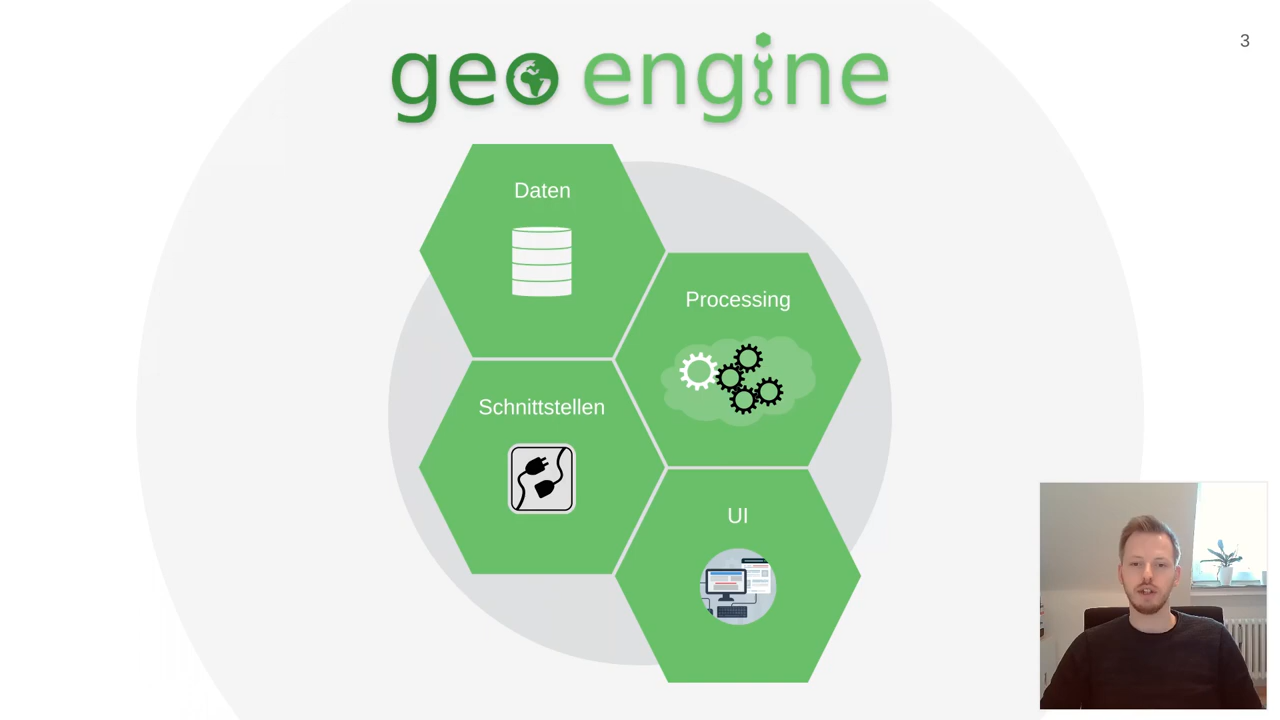 3
geo engine
Daten
Processing
Schnittstellen
UI